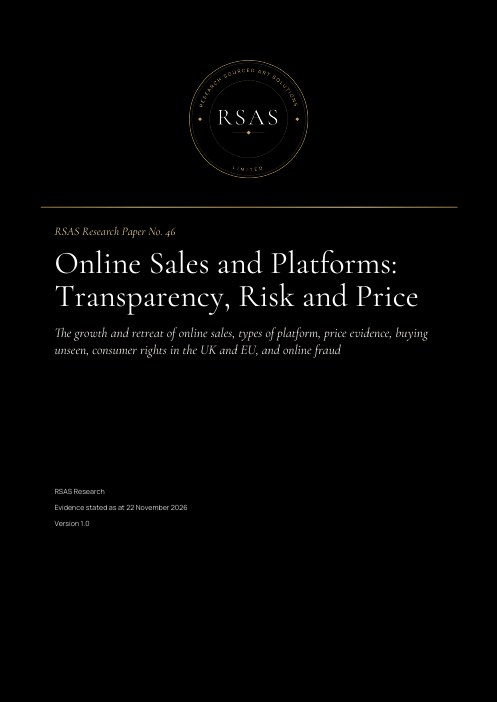 RESEARCH SOURCED ART SOLUTIONS
RSAS
LIMITED
RSAS Research Paper No. 46
Online Sales and Platforms:
Transparency, Risk and Price
The growth and retreat of online sales, types of platform, price evidence, buying
unseen, consumer rights in the UK and EU, and online fraud
RSAS Research
Evidence stated as at 22 November 2026
Version 1.0